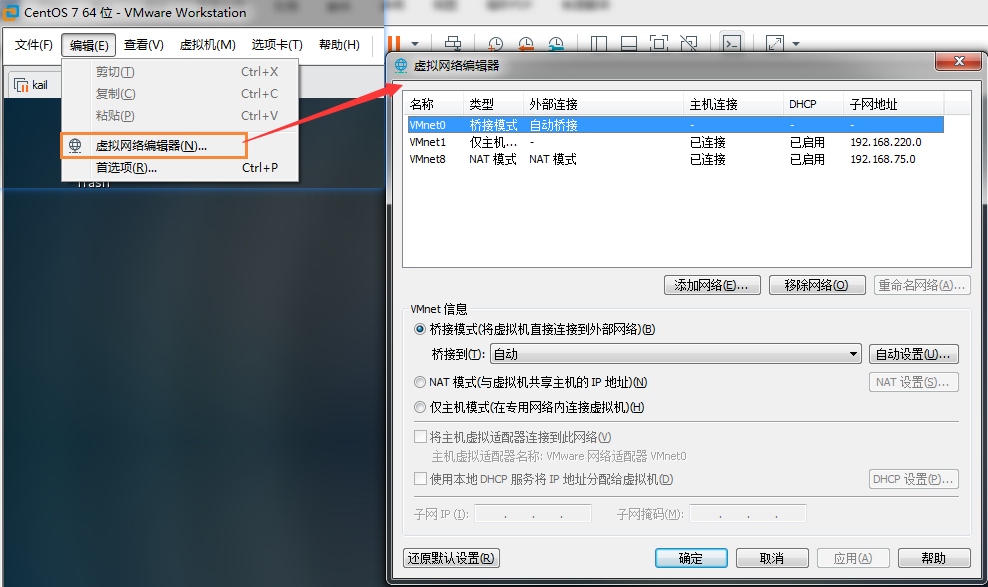 CentOS 7 64 位 - VMware Workstation
文件(F) 编辑(E) 查看(V) 虚拟机(M) 选项卡(T) 帮助(H)
kail
剪切(T) Ctrl+X
复制(C) Ctrl+C
粘贴(P) Ctrl+V
虚拟网络编辑器(N)...
首选项(R)... Ctrl+P
Trash
虚拟网络编辑器
名称 类型 外部连接 主机连接 DHCP 子网地址
VMnet0 桥接模式 自动桥接 - - -
VMnet1 仅主机... - 已连接 已启用 192.168.220.0
VMnet8 NAT 模式 NAT 模式 已连接 已启用 192.168.75.0
添加网络(E)... 移除网络(O) 重命名网络(A)...
VMnet 信息
桥接模式(将虚拟机直接连接到外部网络)(B)
桥接到(T): 自动 自动设置(U)...
NAT 模式(与虚拟机共享主机的 IP 地址)(N) NAT 设置(S)...
仅主机模式(在专用网络内连接虚拟机)(H)
将主机虚拟适配器连接到此网络(V)
主机虚拟适配器名称: VMware 网络适配器 VMnet0
使用本地 DHCP 服务将 IP 地址分配给虚拟机(D) DHCP 设置(P)...
子网 IP (I): . . . 子网掩码(M): . . .
还原默认设置(R) 确定 取消 应用(A) 帮助